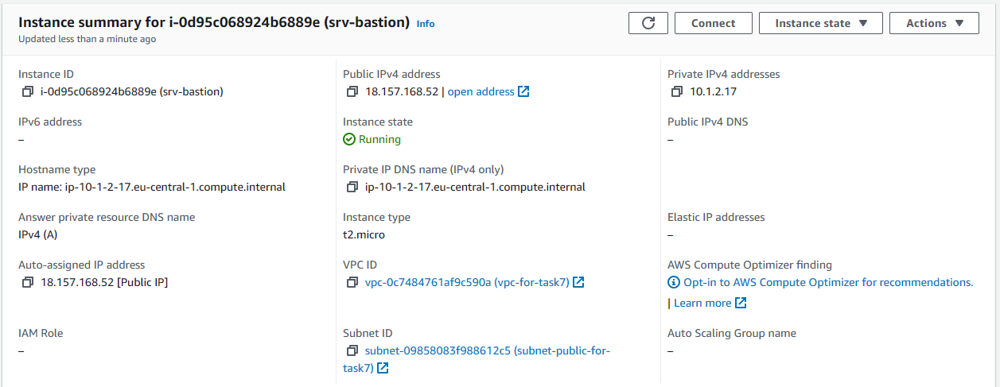 Instance summary for i-0d95c068924b6889e (srv-bastion) Info
Updated less than a minute ago
Connect
Instance state
Actions
Instance ID
i-0d95c068924b6889e (srv-bastion)
Public IPv4 address
18.157.168.52 | open address
Private IPv4 addresses
10.1.2.17
IPv6 address
–
Instance state
Running
Public IPv4 DNS
–
Hostname type
IP name: ip-10-1-2-17.eu-central-1.compute.internal
Private IP DNS name (IPv4 only)
ip-10-1-2-17.eu-central-1.compute.internal
Answer private resource DNS name
IPv4 (A)
Instance type
t2.micro
Elastic IP addresses
–
Auto-assigned IP address
18.157.168.52 [Public IP]
VPC ID
vpc-0c7484761af9c590a (vpc-for-task7)
AWS Compute Optimizer finding
Opt-in to AWS Compute Optimizer for recommendations.
| Learn more
IAM Role
–
Subnet ID
subnet-09858083f988612c5 (subnet-public-for-
task7)
Auto Scaling Group name
–